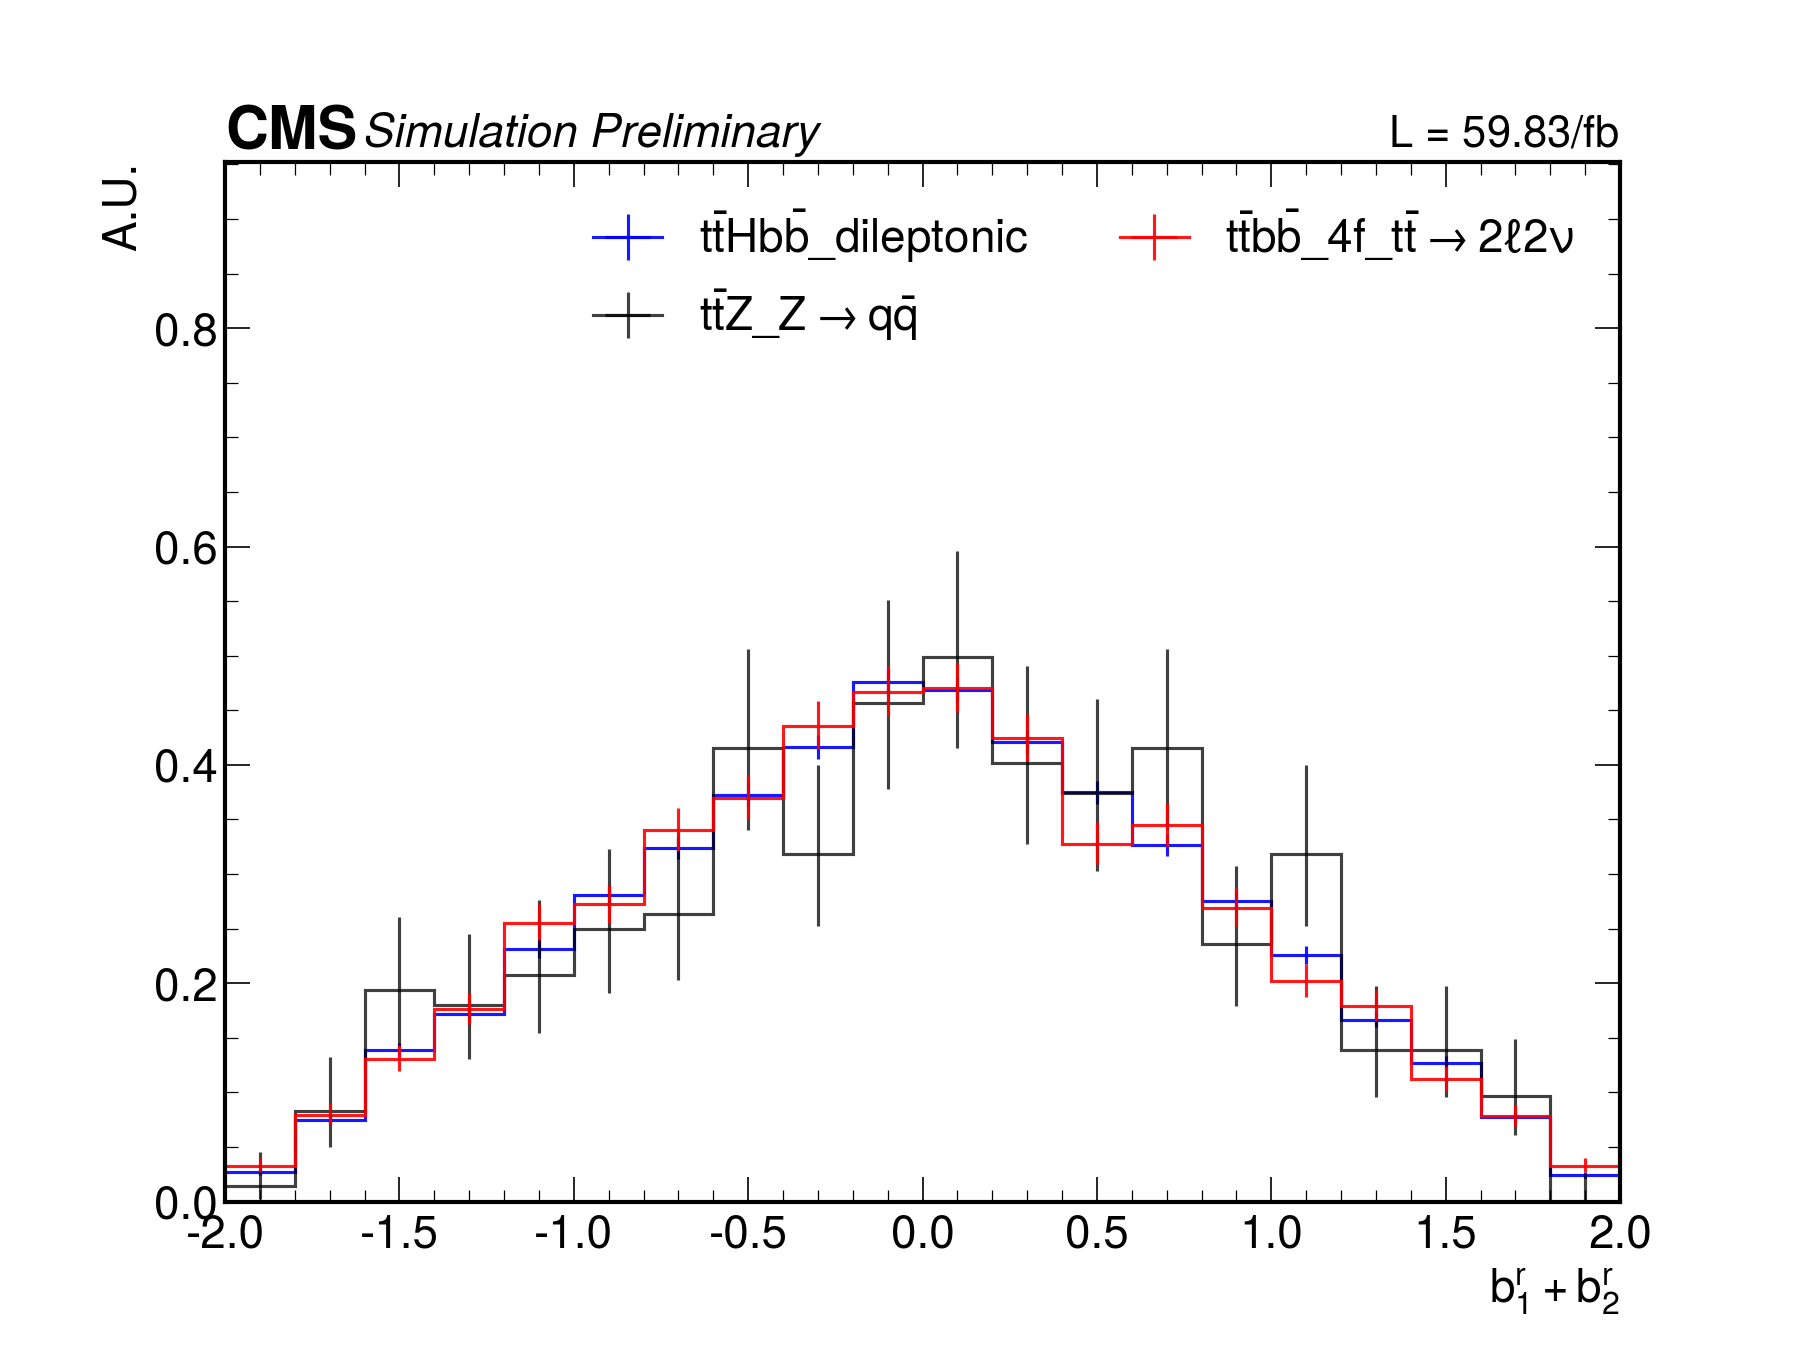 CMS Simulation Preliminary L = 59.83/fb
A.U.
tt̄Hbb̄_dileptonic tt̄bb̄_4f_tt̄ → 2ℓ2ν
tt̄Z_Z → qq̄
0.8
0.6
0.4
0.2
0.0
-2.0 -1.5 -1.0 -0.5 0.0 0.5 1.0 1.5 2.0
b₁ʳ + b₂ʳ